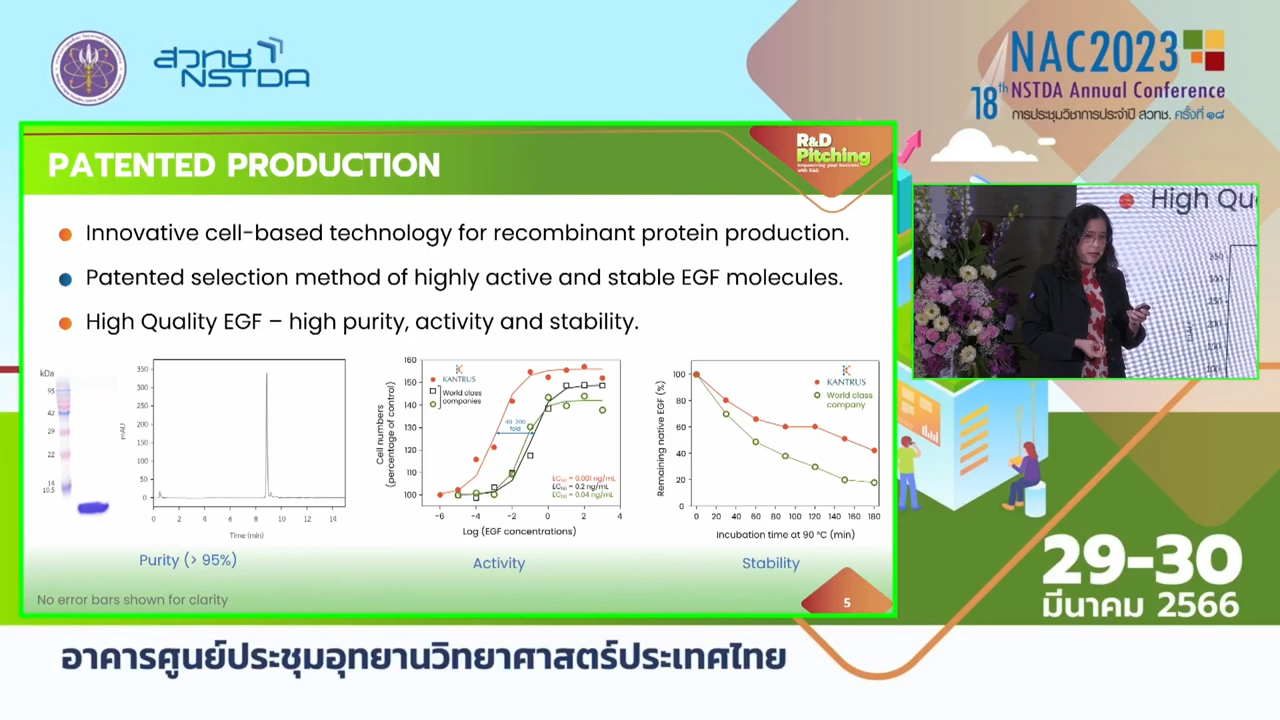 สวทช
NSTDA
NAC2023
18th NSTDA Annual Conference
การประชุมวิชาการประจำปี สวทช. ครั้งที่ ๑๘
PATENTED PRODUCTION
R&D
Pitching
Innovative cell-based technology for recombinant protein production.
Patented selection method of highly active and stable EGF molecules.
High Quality EGF – high purity, activity and stability.
High Qu
kDa
95
42
29
22
14
10.5
mAU
350
300
250
200
150
100
50
0
0 2 4 6 8 10 12 14
Time (min)
Purity (> 95%)
Cell numbers
(percentage of control)
160
150
140
130
120
110
100
KANTRUS
World class
companies
40-200
fold
EC50 = 0.001 ng/mL
EC50 = 0.2 ng/mL
EC50 = 0.04 ng/mL
-6 -4 -2 0 2 4
Log (EGF concentrations)
Activity
Remaining native EGF (%)
100
80
60
40
20
0
KANTRUS
World class
company
0 20 40 60 80 100 120 140 160 180
Incubation time at 90 °C (min)
Stability
No error bars shown for clarity
5
29-30
มีนาคม 2566
อาคารศูนย์ประชุมอุทยานวิทยาศาสตร์ประเทศไทย